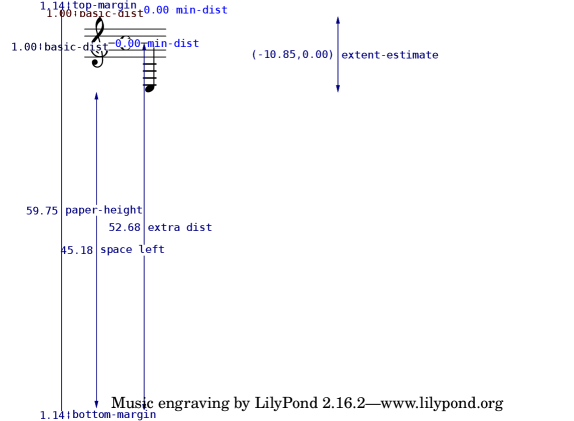 1.14 top-margin
1.00 basic-dist 0.00 min-dist
1.00 basic-dist -0.00 min-dist
(-10.85,0.00) extent-estimate
59.75 paper-height
52.68 extra dist
45.18 space left
Music engraving by LilyPond 2.16.2—www.lilypond.org
1.14 bottom-margin